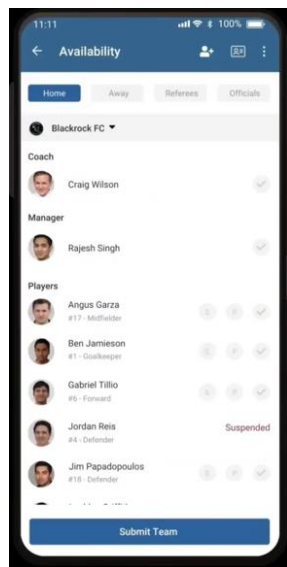 11:11
100%
Availability
Home
Away
Referees
Officials
Blackrock FC
Coach
Craig Wilson
Manager
Rajesh Singh
Players
Angus Garza
#17 - Midfielder
Ben Jamieson
#1 - Goalkeeper
Gabriel Tillio
#6 - Forward
Jordan Reis
#4 - Defender
Suspended
Jim Papadopoulos
#18 - Defender
Submit Team